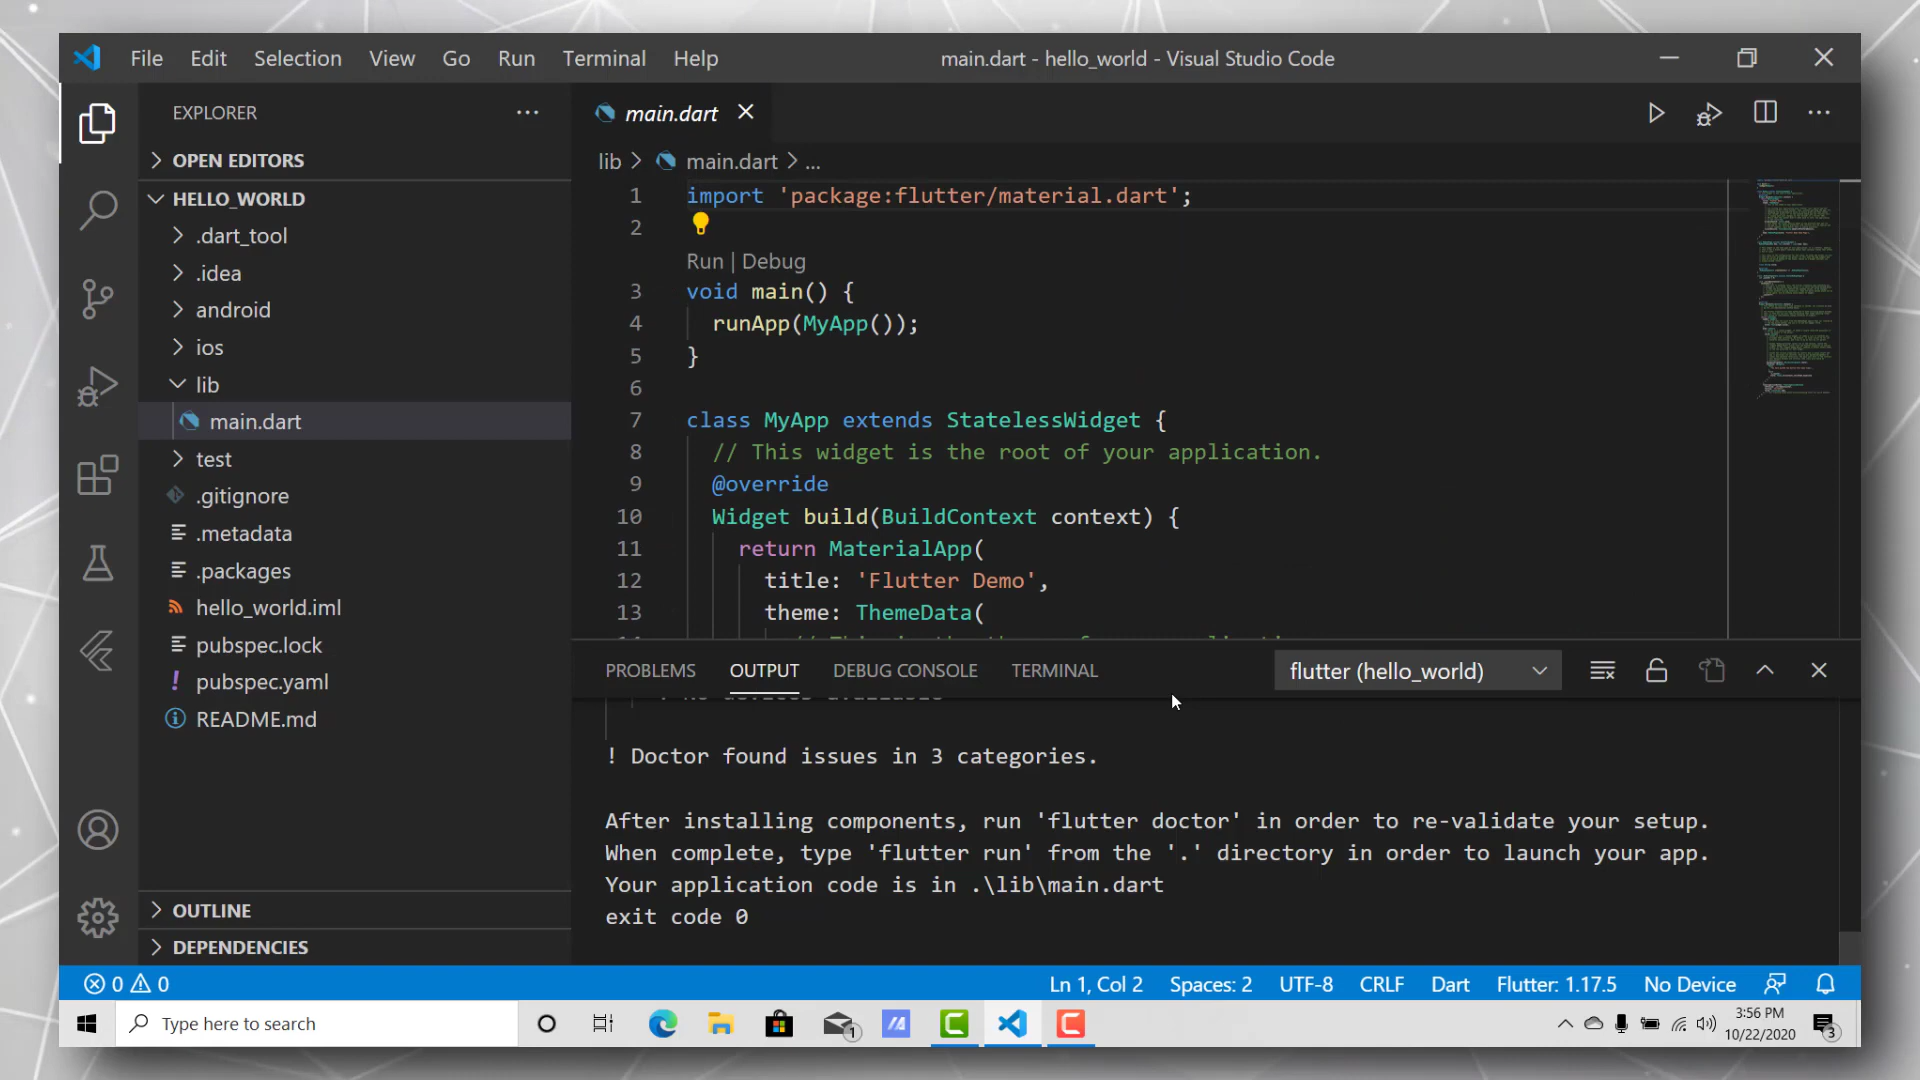 File Edit Selection View Go Run Terminal Help
main.dart - hello_world - Visual Studio Code
EXPLORER
OPEN EDITORS
HELLO_WORLD
.dart_tool
.idea
android
ios
lib
main.dart
test
.gitignore
.metadata
.packages
hello_world.iml
pubspec.lock
pubspec.yaml
README.md
OUTLINE
DEPENDENCIES
main.dart
lib > main.dart > ...
1 import 'package:flutter/material.dart';
2
Run | Debug
3 void main() {
4 runApp(MyApp());
5 }
6
7 class MyApp extends StatelessWidget {
8 // This widget is the root of your application.
9 @override
10 Widget build(BuildContext context) {
11 return MaterialApp(
12 title: 'Flutter Demo',
13 theme: ThemeData(
PROBLEMS OUTPUT DEBUG CONSOLE TERMINAL
flutter (hello_world)
! Doctor found issues in 3 categories.
After installing components, run 'flutter doctor' in order to re-validate your setup.
When complete, type 'flutter run' from the '.' directory in order to launch your app.
Your application code is in .\lib\main.dart
exit code 0
0 0
Ln 1, Col 2 Spaces: 2 UTF-8 CRLF Dart Flutter: 1.17.5 No Device
Type here to search
1
3:56 PM
10/22/2020
3